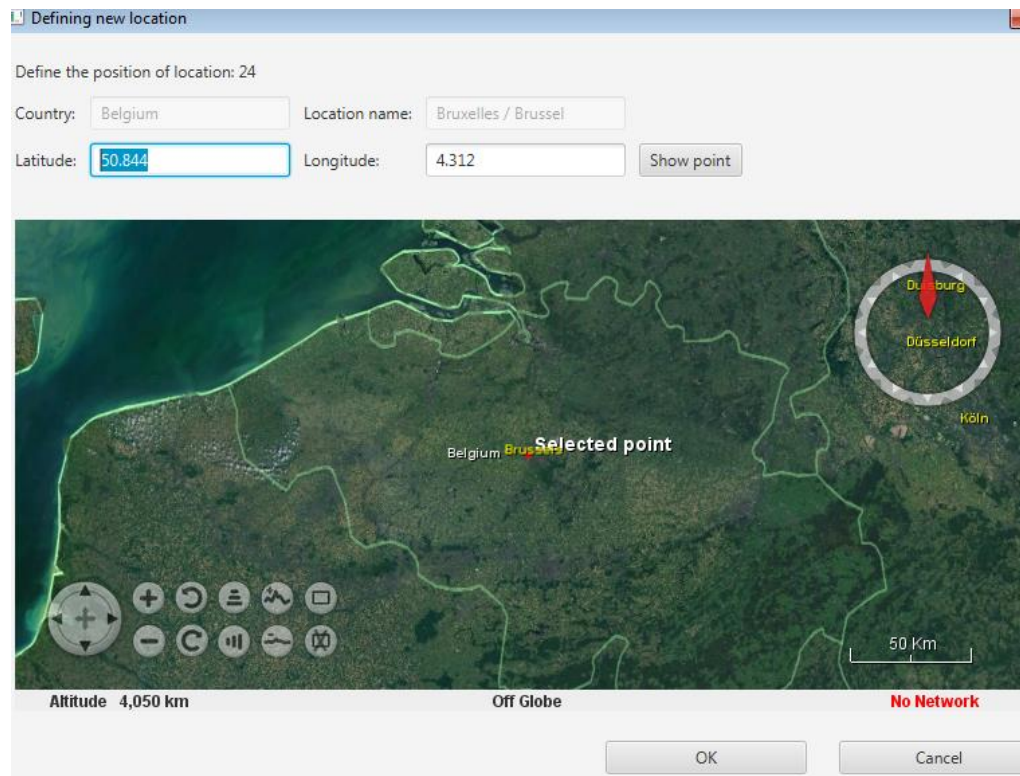 Defining new location
Define the position of location: 24
Country: Belgium Location name: Bruxelles / Brussel
Latitude: 50.844 Longitude: 4.312 Show point
Duisburg
Düsseldorf
Köln
Belgium Brussels Selected point
50 Km
Altitude 4,050 km Off Globe No Network
OK Cancel